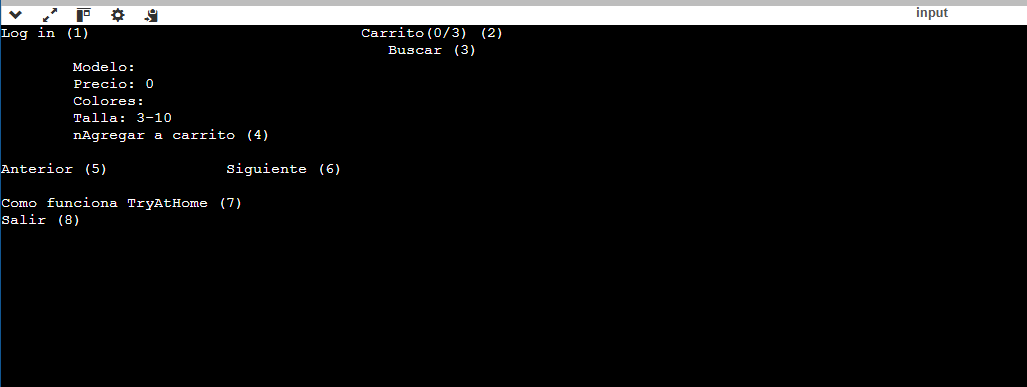 input
Log in (1) Carrito(0/3) (2)
Buscar (3)
Modelo:
Precio: 0
Colores:
Talla: 3-10
nAgregar a carrito (4)
Anterior (5) Siguiente (6)
Como funciona TryAtHome (7)
Salir (8)